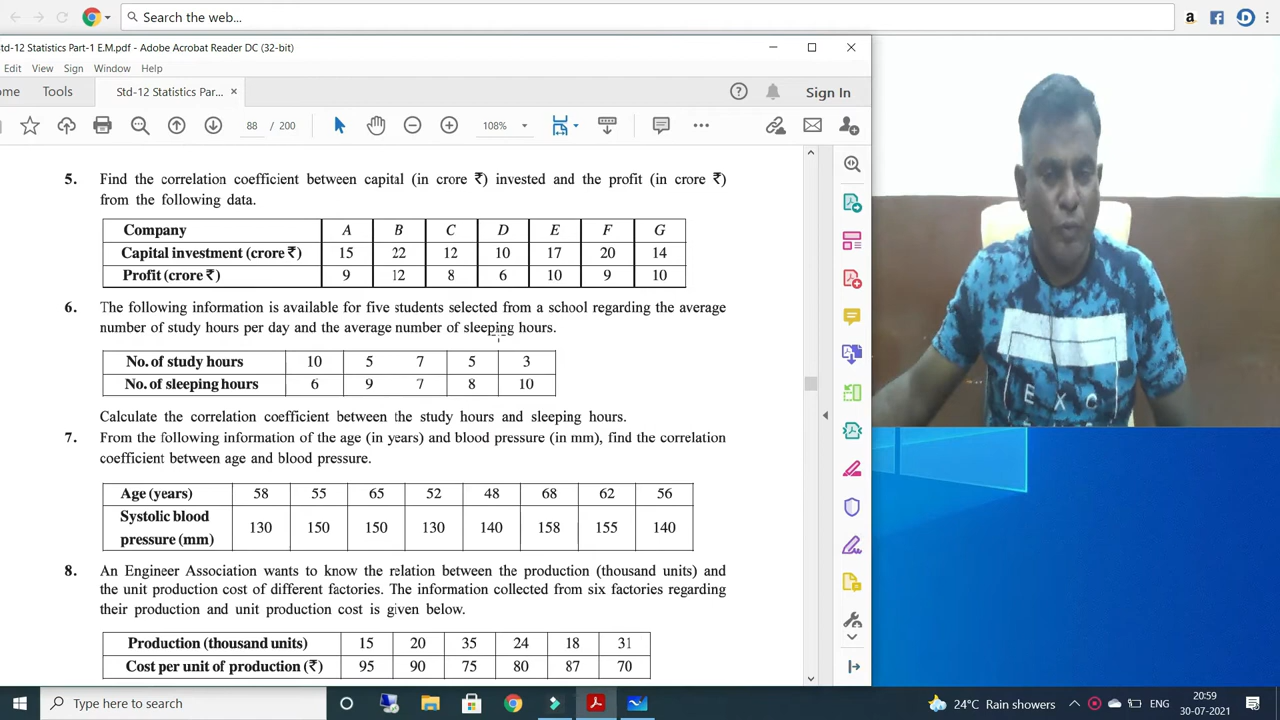 Search the web...
td-12 Statistics Part-1 E.M.pdf - Adobe Acrobat Reader DC (32-bit)
Edit View Sign Window Help
ome Tools Std-12 Statistics Par... × Sign In
88 / 200 108%
5. Find the correlation coefficient between capital (in crore ₹) invested and the profit (in crore ₹)
from the following data.
Company A B C D E F G
Capital investment (crore ₹) 15 22 12 10 17 20 14
Profit (crore ₹) 9 12 8 6 10 9 10
6. The following information is available for five students selected from a school regarding the average
number of study hours per day and the average number of sleeping hours.
No. of study hours 10 5 7 5 3
No. of sleeping hours 6 9 7 8 10
Calculate the correlation coefficient between the study hours and sleeping hours.
7. From the following information of the age (in years) and blood pressure (in mm), find the correlation
coefficient between age and blood pressure.
Age (years) 58 55 65 52 48 68 62 56
Systolic blood
pressure (mm) 130 150 150 130 140 158 155 140
8. An Engineer Association wants to know the relation between the production (thousand units) and
the unit production cost of different factories. The information collected from six factories regarding
their production and unit production cost is given below.
Production (thousand units) 15 20 35 24 18 31
Cost per unit of production (₹) 95 90 75 80 87 70
E X C
Type here to search
24°C Rain showers ENG
20:59
30-07-2021